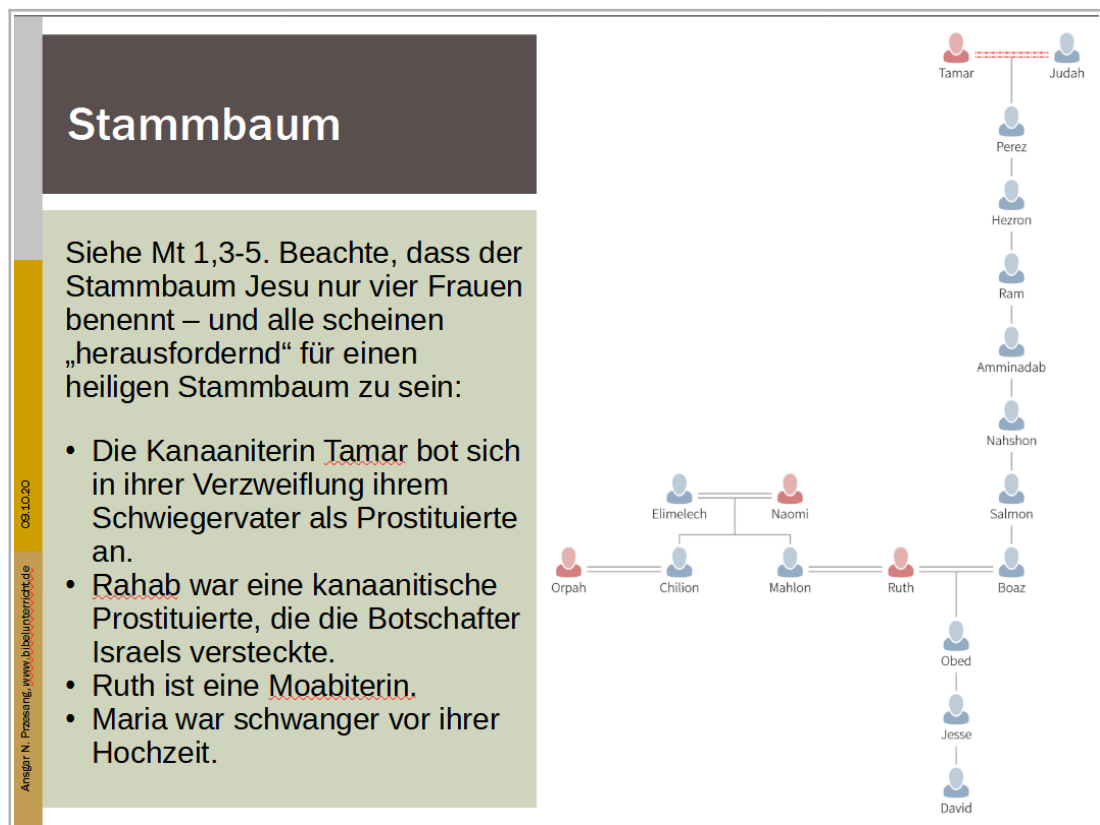 Stammbaum
Siehe Mt 1,3-5. Beachte, dass der
Stammbaum Jesu nur vier Frauen
benennt – und alle scheinen
„herausfordernd“ für einen
heiligen Stammbaum zu sein:
• Die Kanaaniterin Tamar bot sich
in ihrer Verzweiflung ihrem
Schwiegervater als Prostituierte
an.
• Rahab war eine kanaanitische
Prostituierte, die die Botschafter
Israels versteckte.
• Ruth ist eine Moabiterin.
• Maria war schwanger vor ihrer
Hochzeit.
09.10.20
Ansgar N. Przesang, www.bibelunterricht.de
Tamar Judah
Perez
Hezron
Ram
Amminadab
Nahshon
Elimelech Naomi Salmon
Orpah Chilion Mahlon Ruth Boaz
Obed
Jesse
David